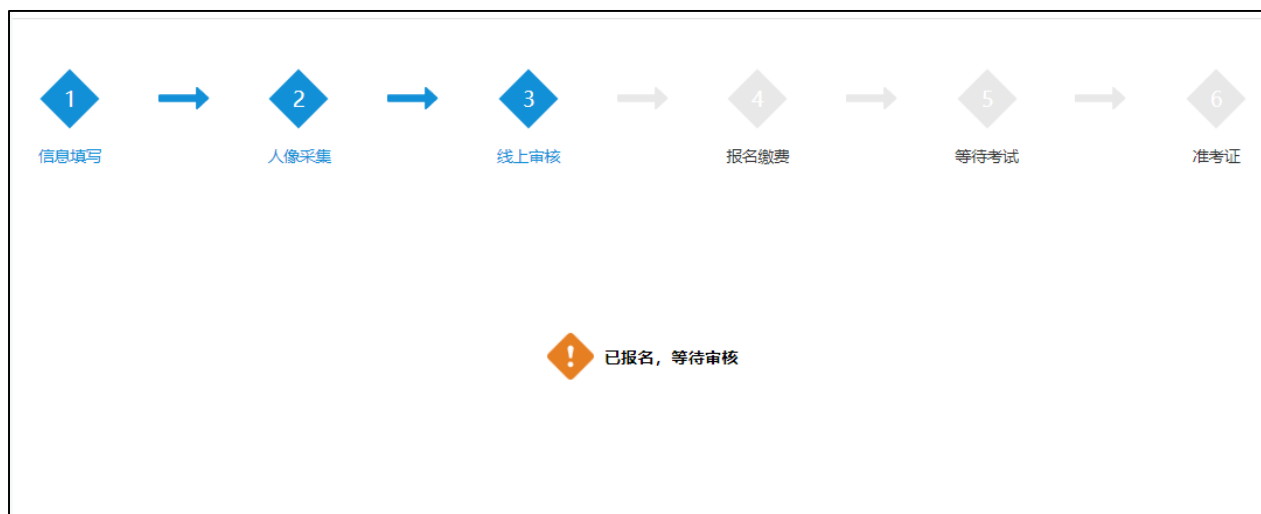 1
2
3
4
5
6
信息填写
人像采集
线上审核
报名缴费
等待考试
准考证
已报名，等待审核